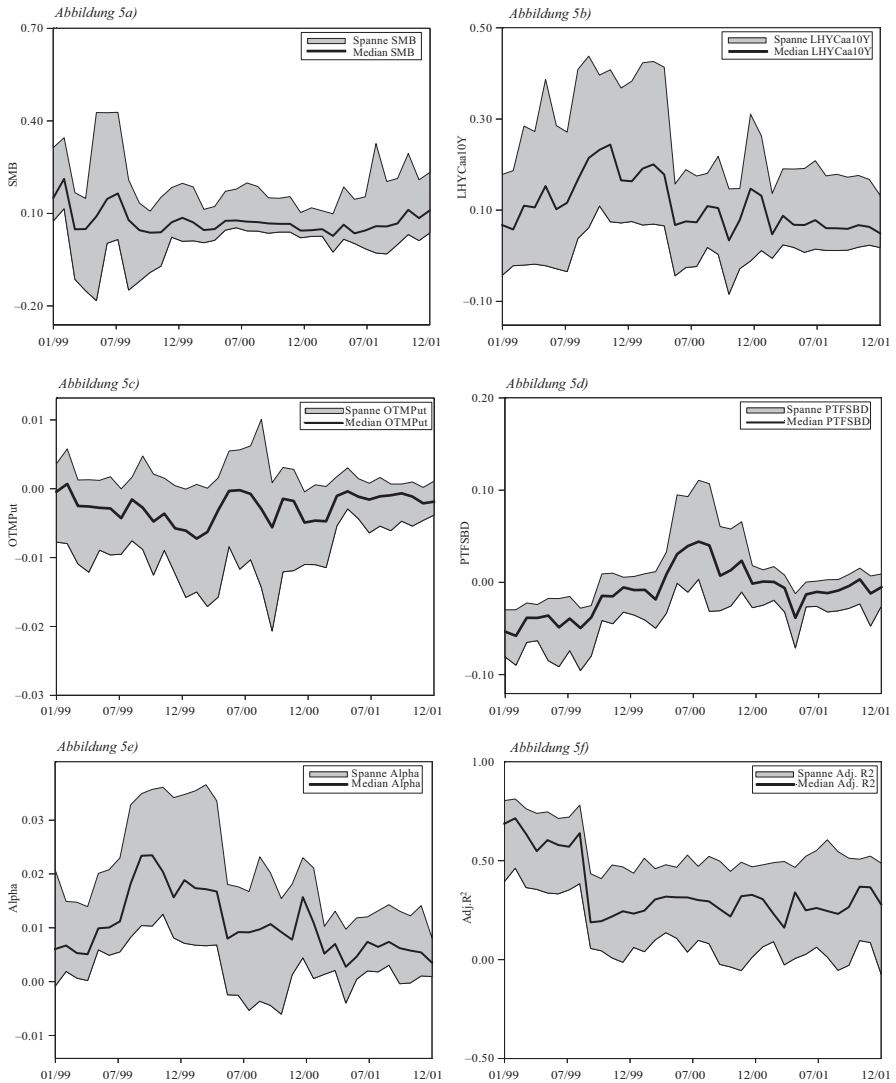 Abbildung 5a)
0.70
0.40
0.10
–0.20
SMB
Spanne SMB
Median SMB
01/99 07/99 12/99 07/00 12/00 07/01 12/01
Abbildung 5b)
0.50
0.30
0.10
–0.10
LHYCaa10Y
Spanne LHYCaa10Y
Median LHYCaa10Y
01/99 07/99 12/99 07/00 12/00 07/01 12/01
Abbildung 5c)
0.01
0.00
–0.01
–0.02
–0.03
OTMPut
Spanne OTMPut
Median OTMPut
01/99 07/99 12/99 07/00 12/00 07/01 12/01
Abbildung 5d)
0.20
0.10
0.00
–0.10
PTFSBD
Spanne PTFSBD
Median PTFSBD
01/99 07/99 12/99 07/00 12/00 07/01 12/01
Abbildung 5e)
0.03
0.02
0.01
0.00
–0.01
Alpha
Spanne Alpha
Median Alpha
01/99 07/99 12/99 07/00 12/00 07/01 12/01
Abbildung 5f)
1.00
0.50
0.00
–0.50
Adj.R²
Spanne Adj. R2
Median Adj. R2
01/99 07/99 12/99 07/00 12/00 07/01 12/01